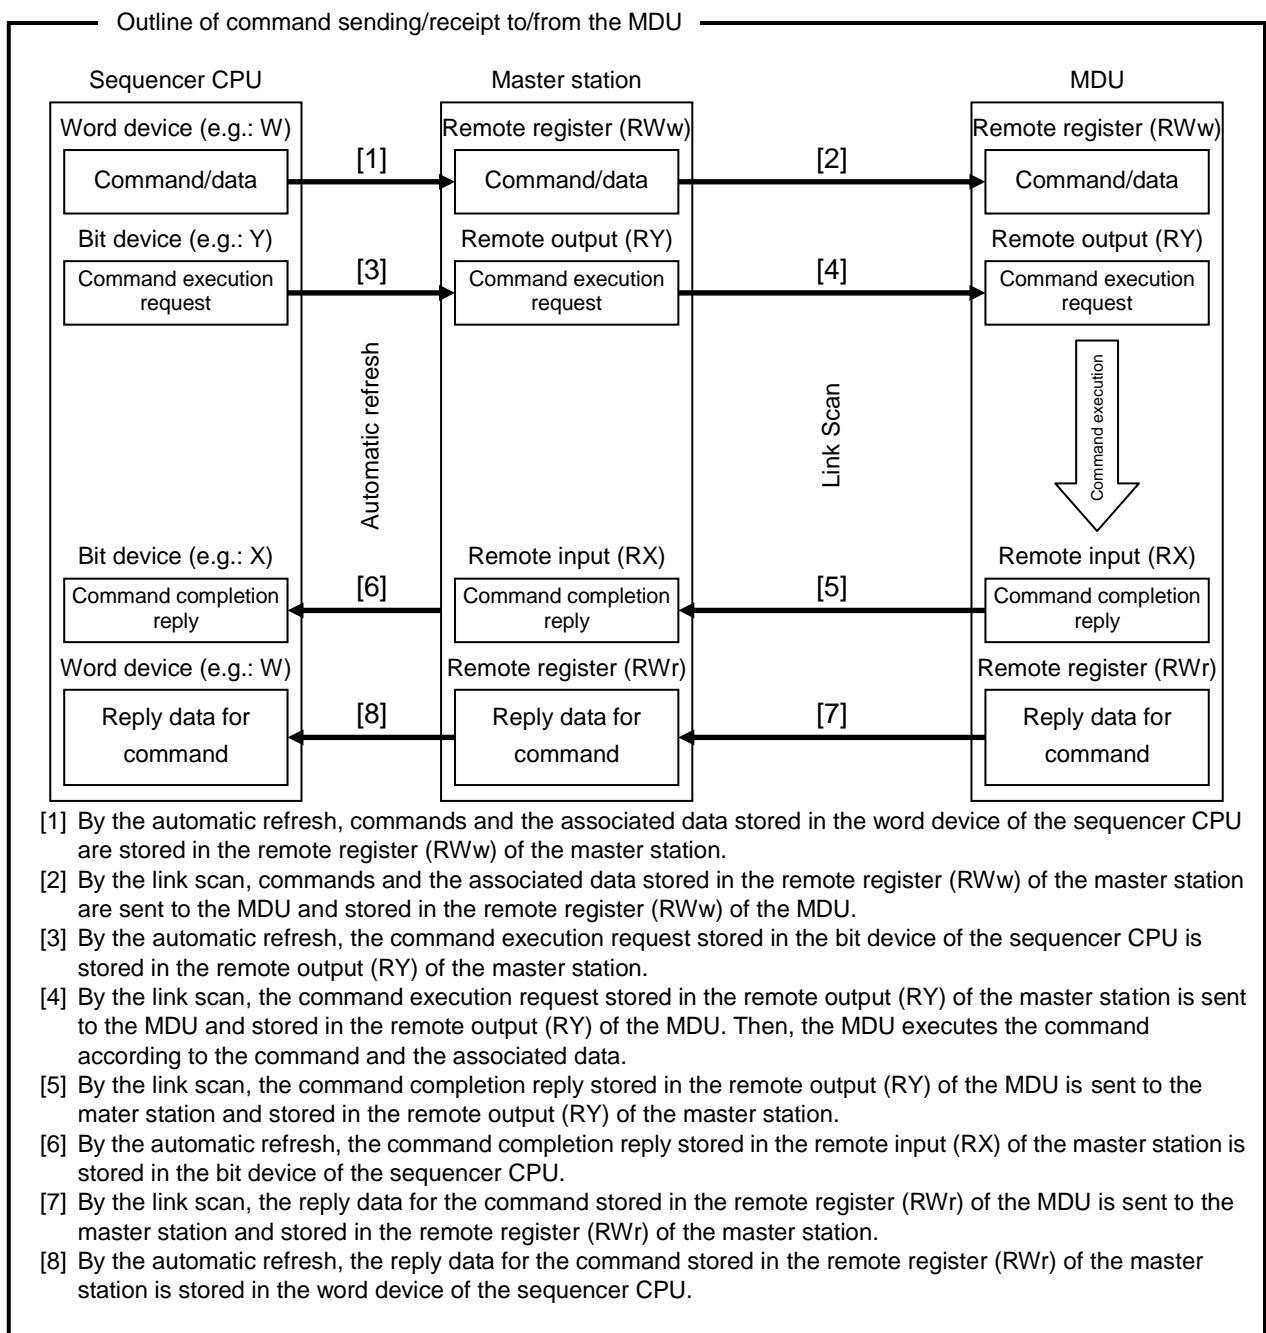 Outline of command sending/receipt to/from the MDU
Sequencer CPU
Master station
MDU
Word device (e.g.: W)
Remote register (RWw)
Remote register (RWw)
Command/data
[1]
Command/data
[2]
Command/data
Bit device (e.g.: Y)
Remote output (RY)
Remote output (RY)
Command execution
request
[3]
Command execution
request
[4]
Command execution
request
Automatic refresh
Link Scan
Command execution
Bit device (e.g.: X)
Remote input (RX)
Remote input (RX)
Command completion
reply
[6]
Command completion
reply
[5]
Command completion
reply
Word device (e.g.: W)
Remote register (RWr)
Remote register (RWr)
Reply data for
command
[8]
Reply data for
command
[7]
Reply data for
command
[1] By the automatic refresh, commands and the associated data stored in the word device of the sequencer CPU
are stored in the remote register (RWw) of the master station.
[2] By the link scan, commands and the associated data stored in the remote register (RWw) of the master station
are sent to the MDU and stored in the remote register (RWw) of the MDU.
[3] By the automatic refresh, the command execution request stored in the bit device of the sequencer CPU is
stored in the remote output (RY) of the master station.
[4] By the link scan, the command execution request stored in the remote output (RY) of the master station is sent
to the MDU and stored in the remote output (RY) of the MDU. Then, the MDU executes the command
according to the command and the associated data.
[5] By the link scan, the command completion reply stored in the remote output (RY) of the MDU is sent to the
mater station and stored in the remote output (RY) of the master station.
[6] By the automatic refresh, the command completion reply stored in the remote input (RX) of the master station is
stored in the bit device of the sequencer CPU.
[7] By the link scan, the reply data for the command stored in the remote register (RWr) of the MDU is sent to the
master station and stored in the remote register (RWr) of the master station.
[8] By the automatic refresh, the reply data for the command stored in the remote register (RWr) of the master
station is stored in the word device of the sequencer CPU.